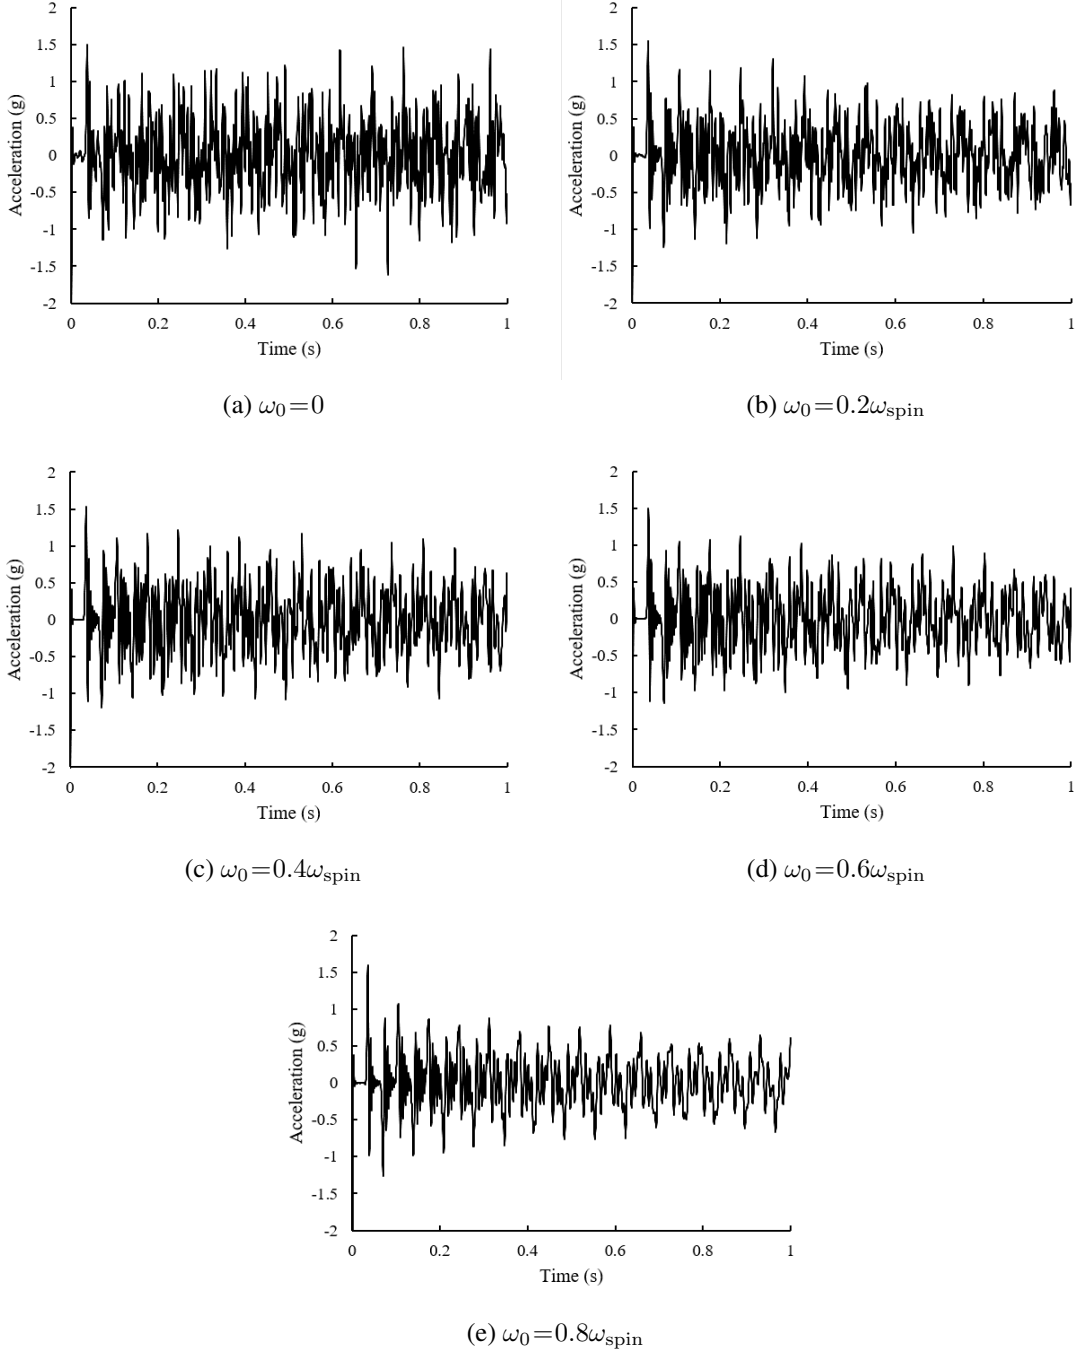 2
1.5
1
0.5
0
-0.5
-1
-1.5
-2
Acceleration (g)
0 0.2 0.4 0.6 0.8 1
Time (s)
(a) ω₀=0
2
1.5
1
0.5
0
-0.5
-1
-1.5
-2
Acceleration (g)
0 0.2 0.4 0.6 0.8 1
Time (s)
(b) ω₀=0.2ω_spin
2
1.5
1
0.5
0
-0.5
-1
-1.5
-2
Acceleration (g)
0 0.2 0.4 0.6 0.8 1
Time (s)
(c) ω₀=0.4ω_spin
2
1.5
1
0.5
0
-0.5
-1
-1.5
-2
Acceleration (g)
0 0.2 0.4 0.6 0.8 1
Time (s)
(d) ω₀=0.6ω_spin
2
1.5
1
0.5
0
-0.5
-1
-1.5
-2
Acceleration (g)
0 0.2 0.4 0.6 0.8 1
Time (s)
(e) ω₀=0.8ω_spin